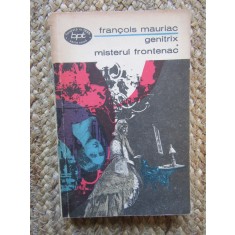 bpt
françois mauriac
genitrix
misterul frontenac